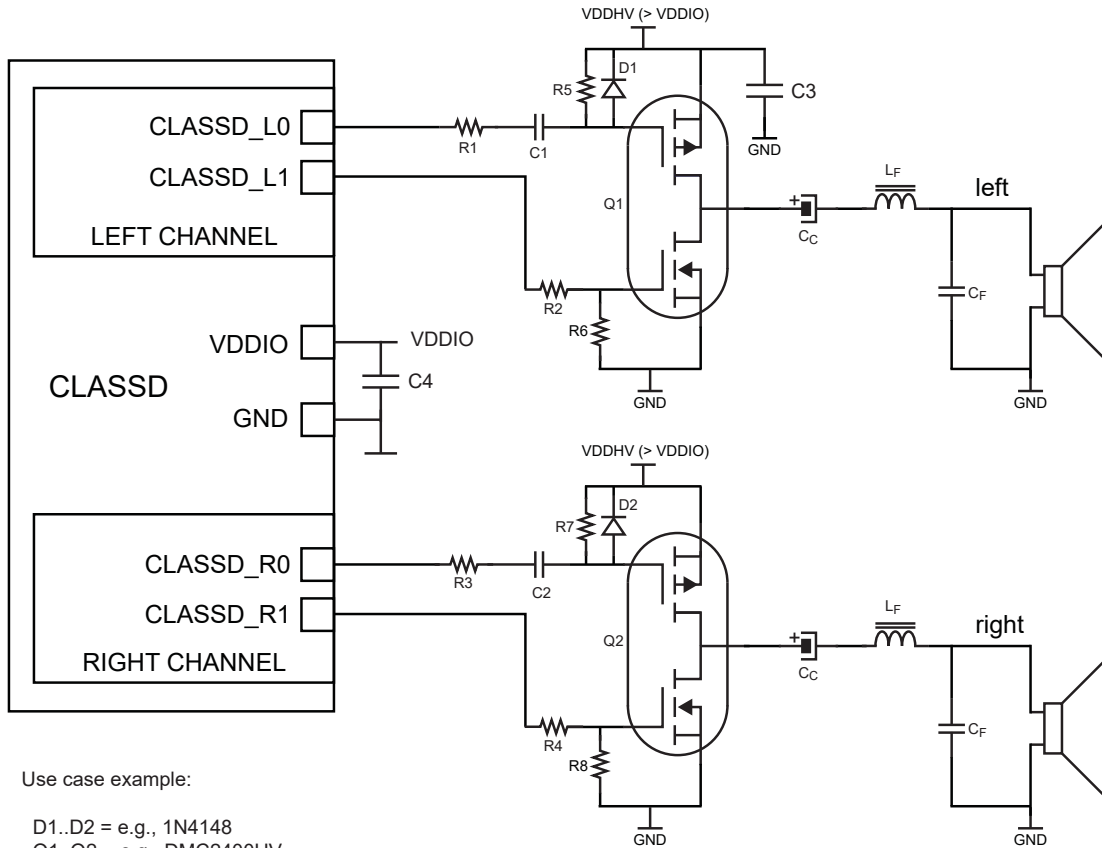 VDDHV (> VDDIO)
D1
R5
C3
CLASSD_L0
R1
C1
GND
CLASSD_L1
LF
left
Q1
+
CC
LEFT CHANNEL
CF
R2
R6
VDDIO
VDDIO
C4
CLASSD
GND
GND
GND
VDDHV (> VDDIO)
D2
R7
CLASSD_R0
R3
C2
CLASSD_R1
LF
right
Q2
+
CC
RIGHT CHANNEL
CF
R4
R8
Use case example:
GND
GND
D1..D2 = e.g., 1N4148